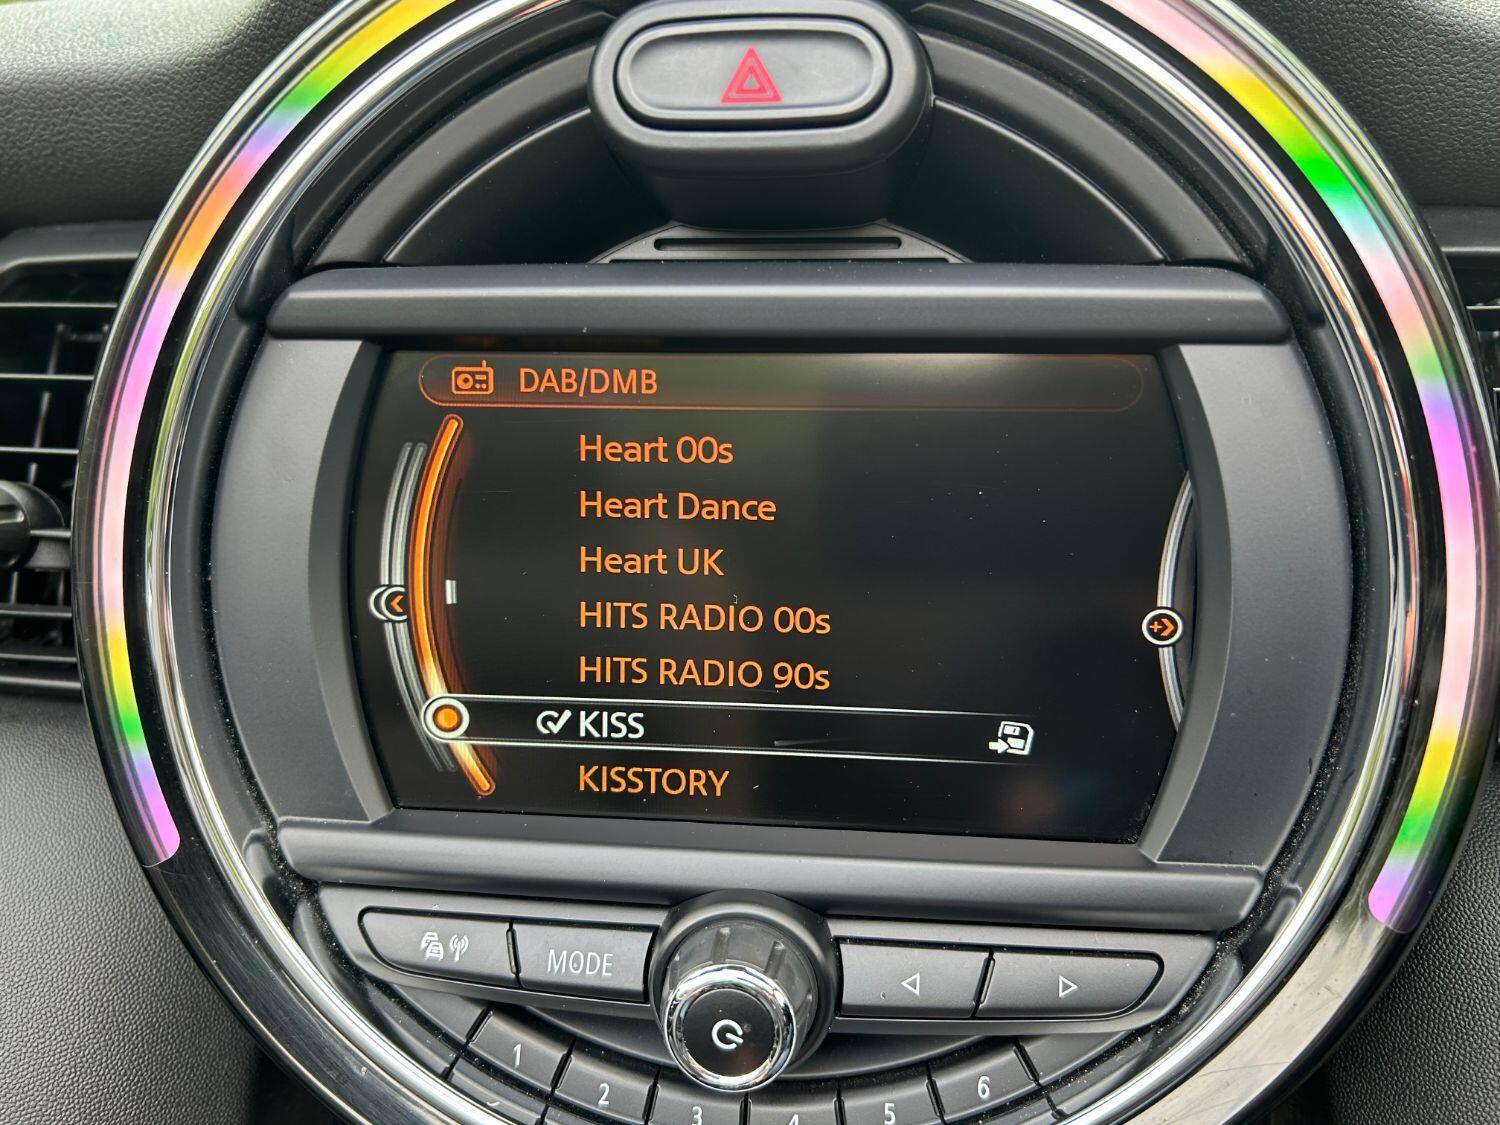 DAB/DMB
Heart 00s
Heart Dance
Heart UK
HITS RADIO 00s
HITS RADIO 90s
KISS
KISSTORY
MODE
1
2
3
4
5
6